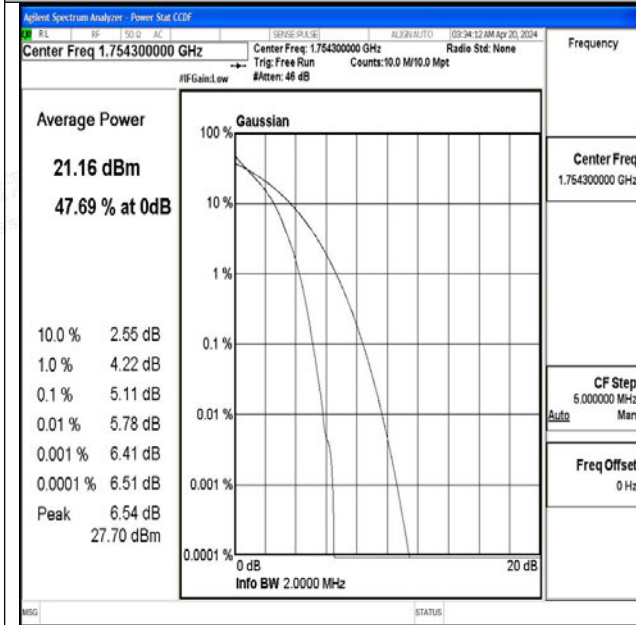 Agilent Spectrum Analyzer - Power Stat CCDF
RL RF 50 Ω AC SENSE:PULSE ALIGNAUTO 03:34:12 AM Apr 20, 2024
Center Freq 1.754300000 GHz
Center Freq: 1.754300000 GHz Radio Std: None
Trig: Free Run Counts:10.0 M/10.0 Mpt
#IFGain:Low #Atten: 46 dB
Frequency
Average Power
21.16 dBm
47.69 % at 0dB
10.0 % 2.55 dB
1.0 % 4.22 dB
0.1 % 5.11 dB
0.01 % 5.78 dB
0.001 % 6.41 dB
0.0001 % 6.51 dB
Peak 6.54 dB
27.70 dBm
Gaussian
100 %
10 %
1 %
0.1 %
0.01 %
0.001 %
0.0001 %
0 dB 20 dB
Info BW 2.0000 MHz
Center Freq
1.754300000 GHz
CF Step
5.000000 MHz
Auto Man
Freq Offset
0 Hz
MSG STATUS